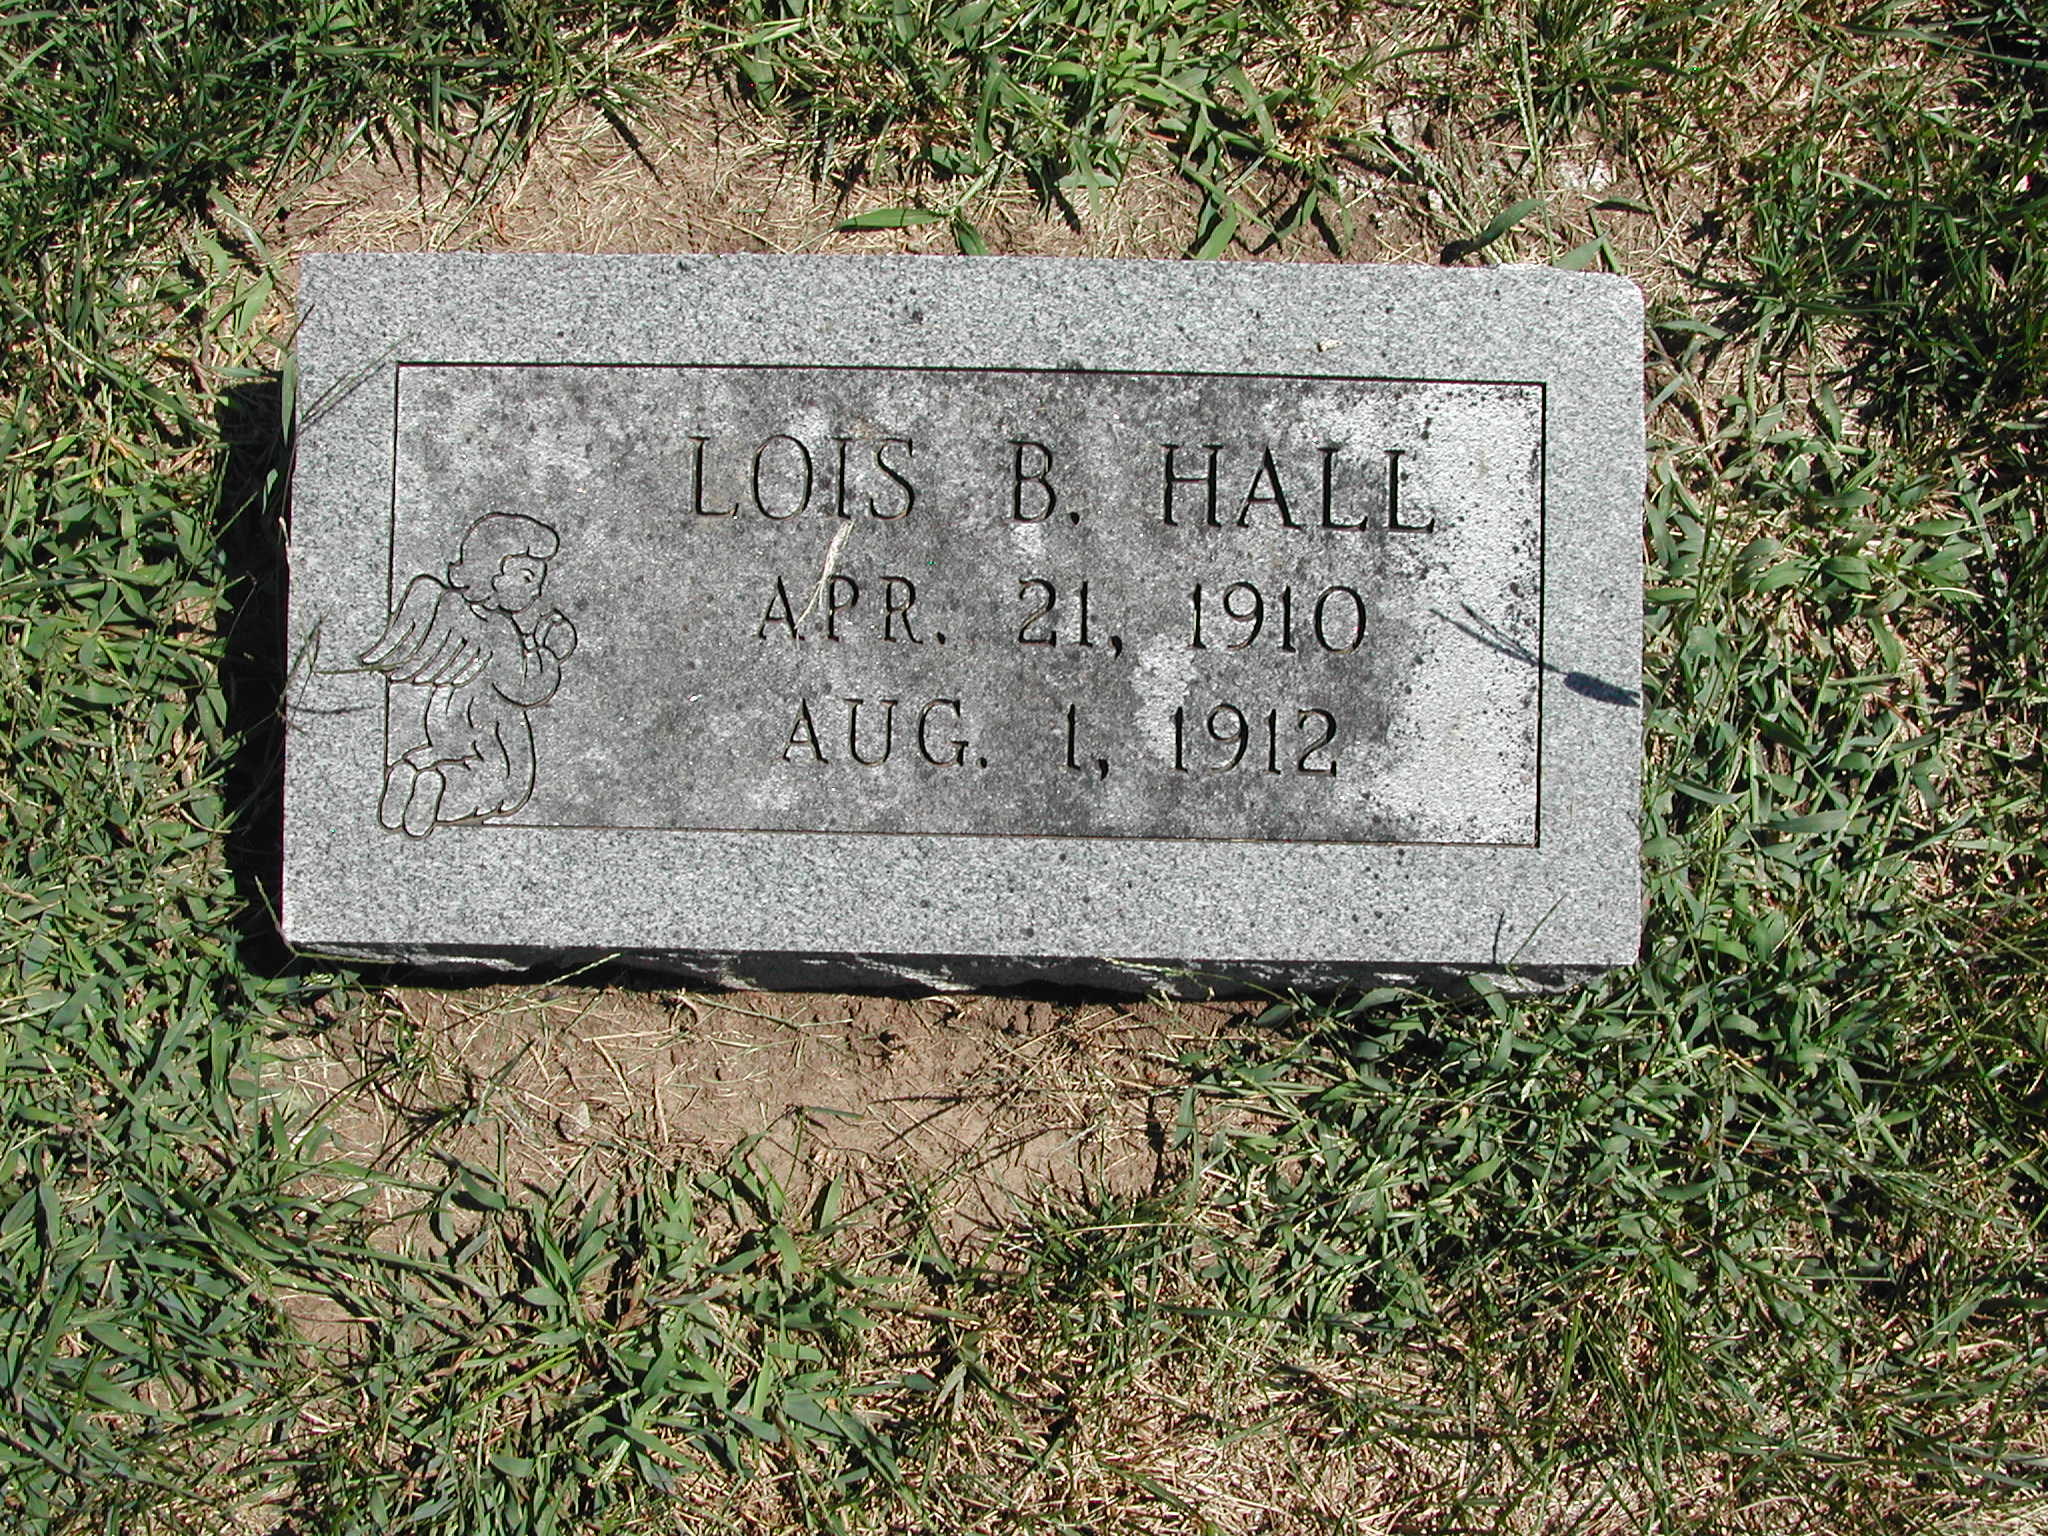 LOIS B. HALL
APR. 21, 1910
AUG. 1, 1912